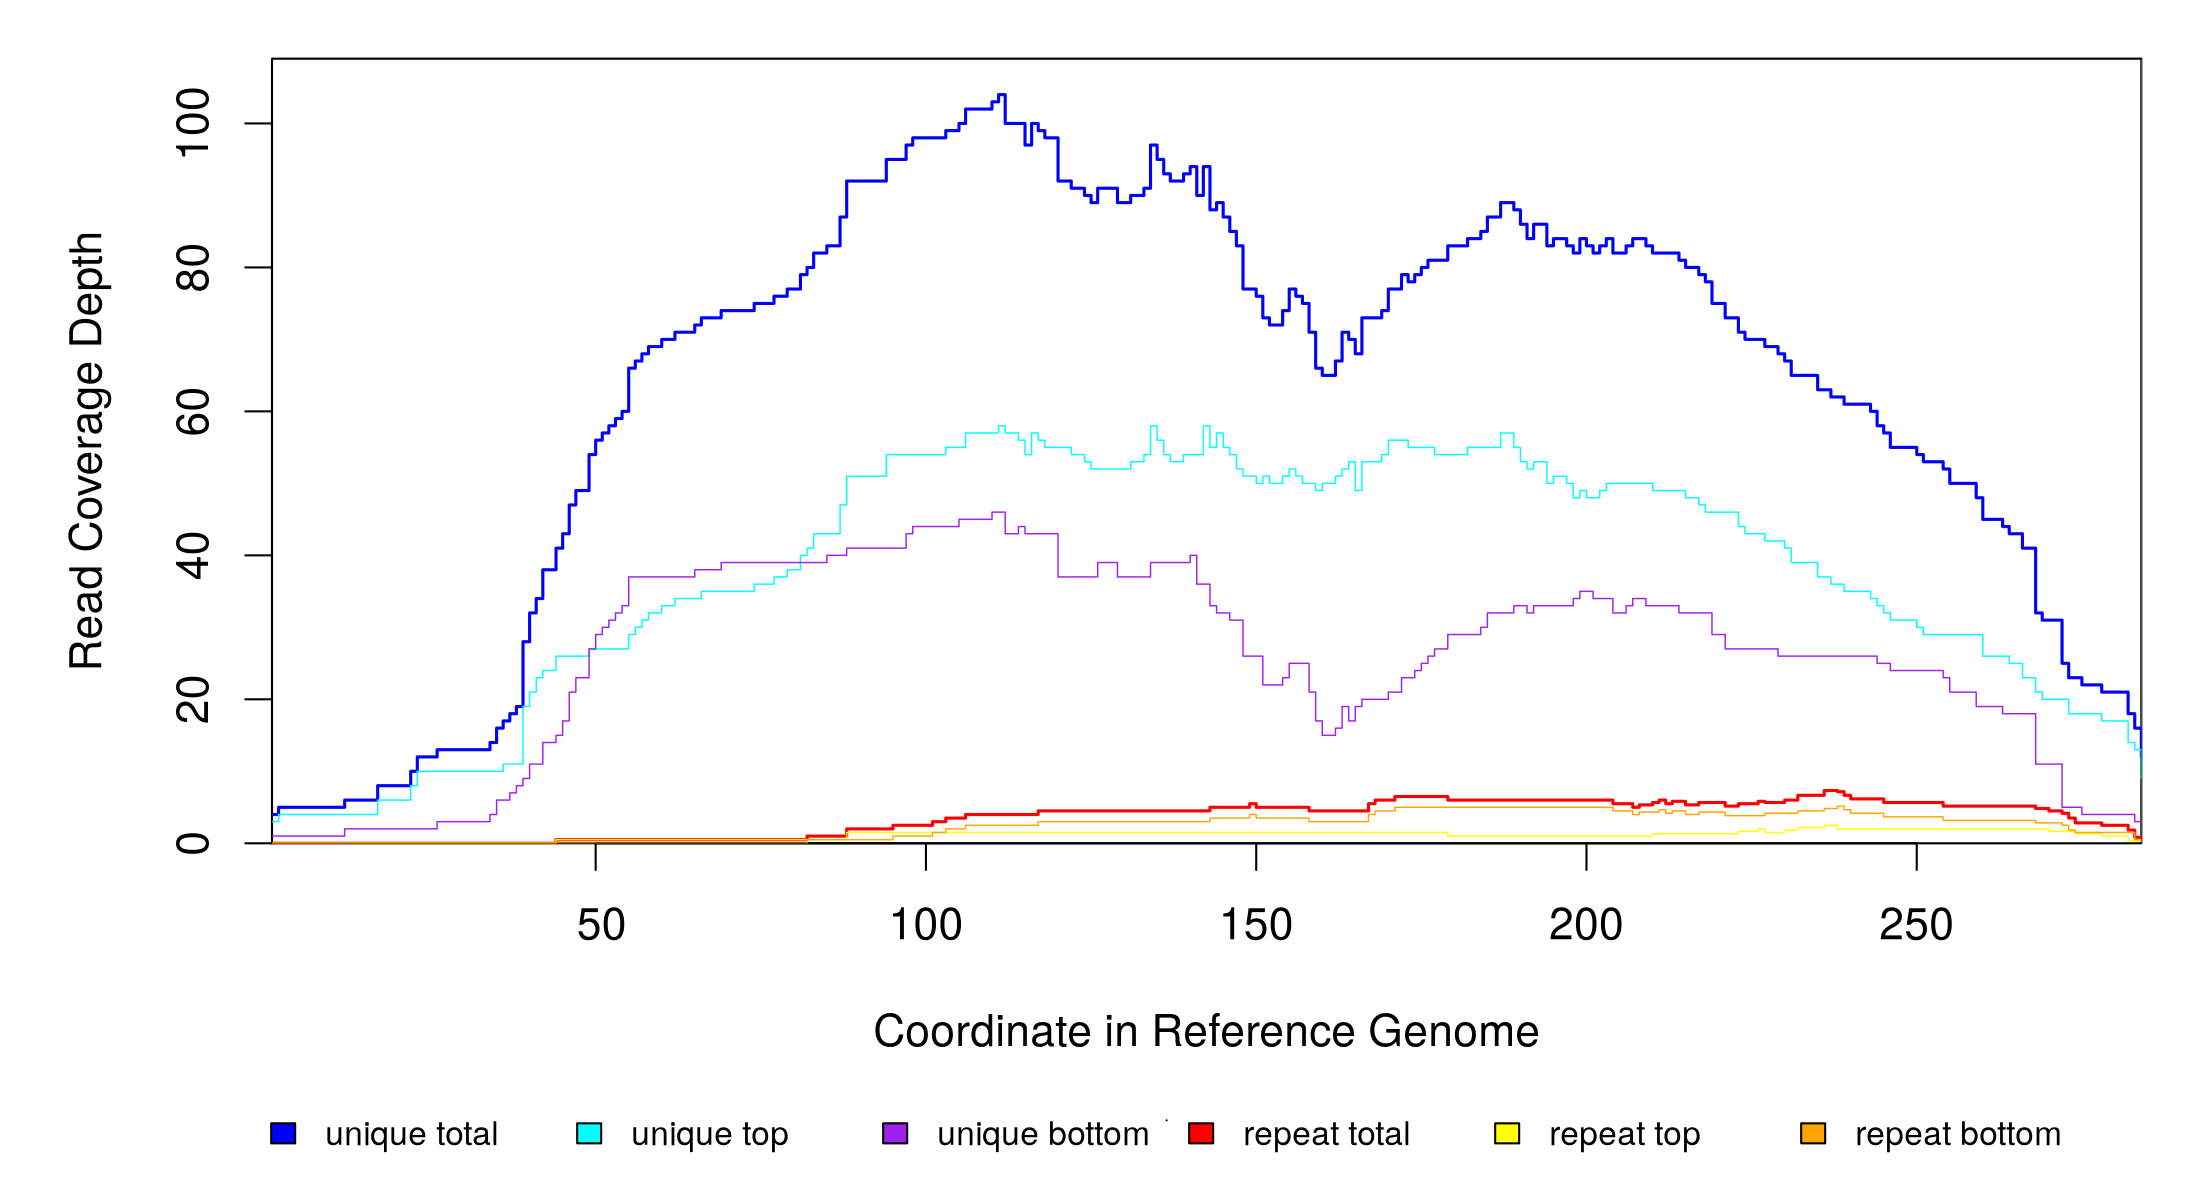 Read Coverage Depth
100
80
60
40
20
0
50 100 150 200 250
Coordinate in Reference Genome
unique total unique top unique bottom repeat total repeat top repeat bottom